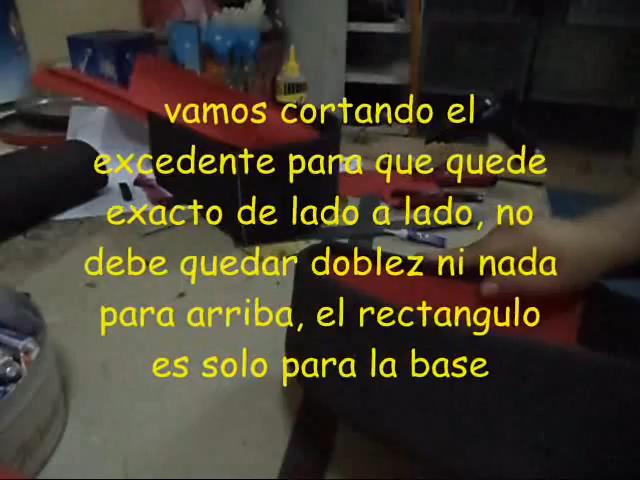 vamos cortando el
excedente para que quede
exacto de lado a lado, no
debe quedar doblez ni nada
para arriba, el rectangulo
es solo para la base